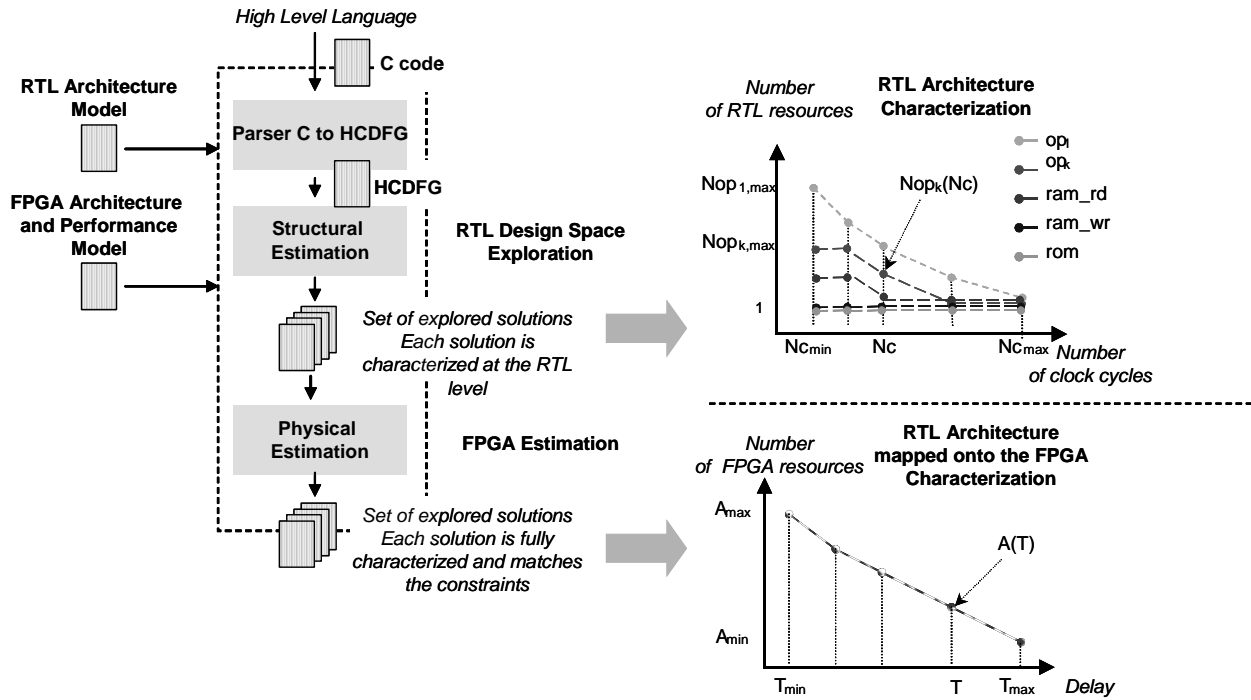 High Level Language
C code
RTL Architecture
Model
Parser C to HCDFG
HCDFG
FPGA Architecture
and Performance
Model
Structural
Estimation
RTL Design Space
Exploration
Set of explored solutions
Each solution is
characterized at the RTL
level
Physical
Estimation
FPGA Estimation
Set of explored solutions
Each solution is fully
characterized and matches
the constraints
Number
of RTL resources
RTL Architecture
Characterization
op1
opk
ram_rd
ram_wr
rom
Nop1,max
Nopk(Nc)
Nopk,max
1
Ncmin
Nc
Ncmax
Number
of clock cycles
Number
of FPGA resources
RTL Architecture
mapped onto the FPGA
Characterization
Amax
A(T)
Amin
Tmin
T
Tmax
Delay